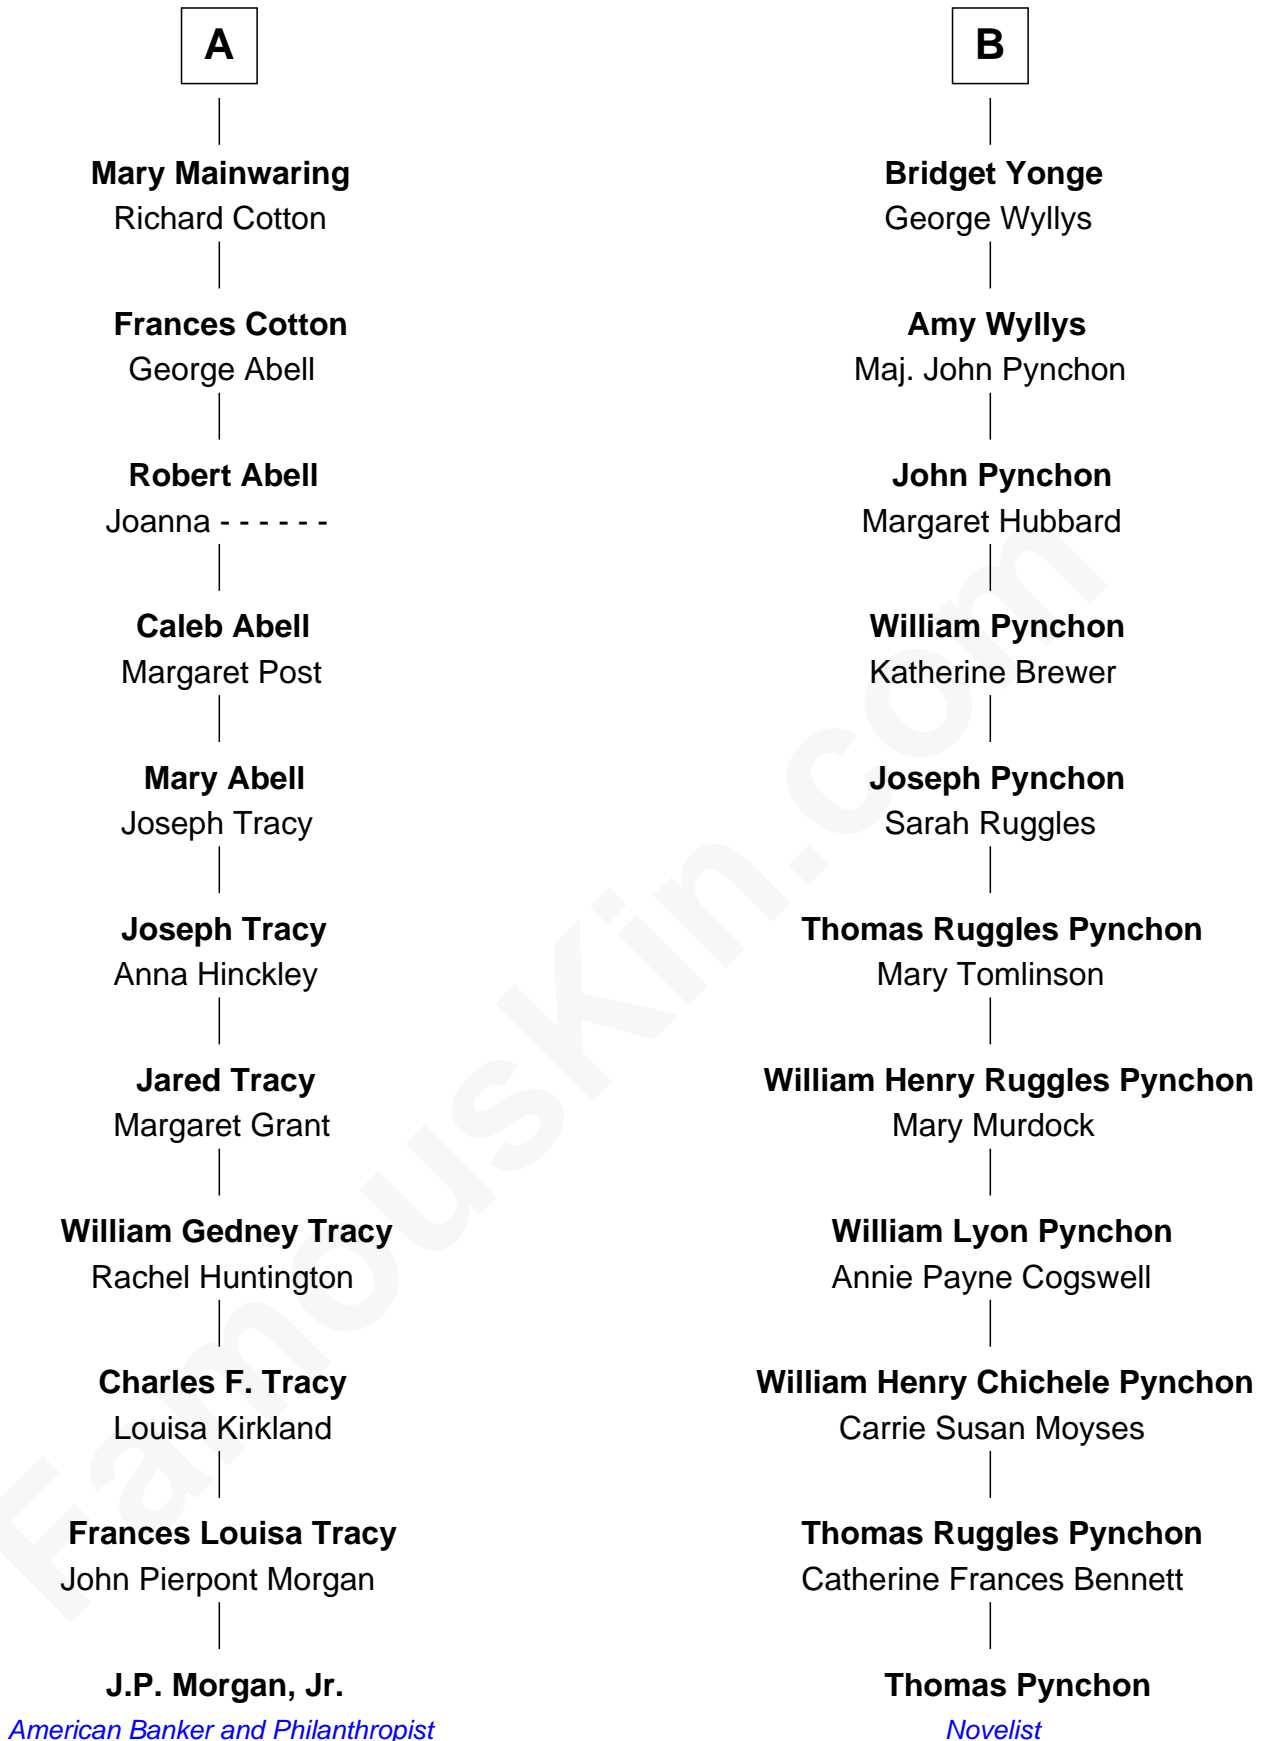 A
Mary Mainwaring
Richard Cotton
Frances Cotton
George Abell
Robert Abell
Joanna - - - - - -
Caleb Abell
Margaret Post
Mary Abell
Joseph Tracy
Joseph Tracy
Anna Hinckley
Jared Tracy
Margaret Grant
William Gedney Tracy
Rachel Huntington
Charles F. Tracy
Louisa Kirkland
Frances Louisa Tracy
John Pierpont Morgan
J.P. Morgan, Jr.
American Banker and Philanthropist
B
Bridget Yonge
George Wyllys
Amy Wyllys
Maj. John Pynchon
John Pynchon
Margaret Hubbard
William Pynchon
Katherine Brewer
Joseph Pynchon
Sarah Ruggles
Thomas Ruggles Pynchon
Mary Tomlinson
William Henry Ruggles Pynchon
Mary Murdock
William Lyon Pynchon
Annie Payne Cogswell
William Henry Chichele Pynchon
Carrie Susan Moyses
Thomas Ruggles Pynchon
Catherine Frances Bennett
Thomas Pynchon
Novelist
FamousKin.com